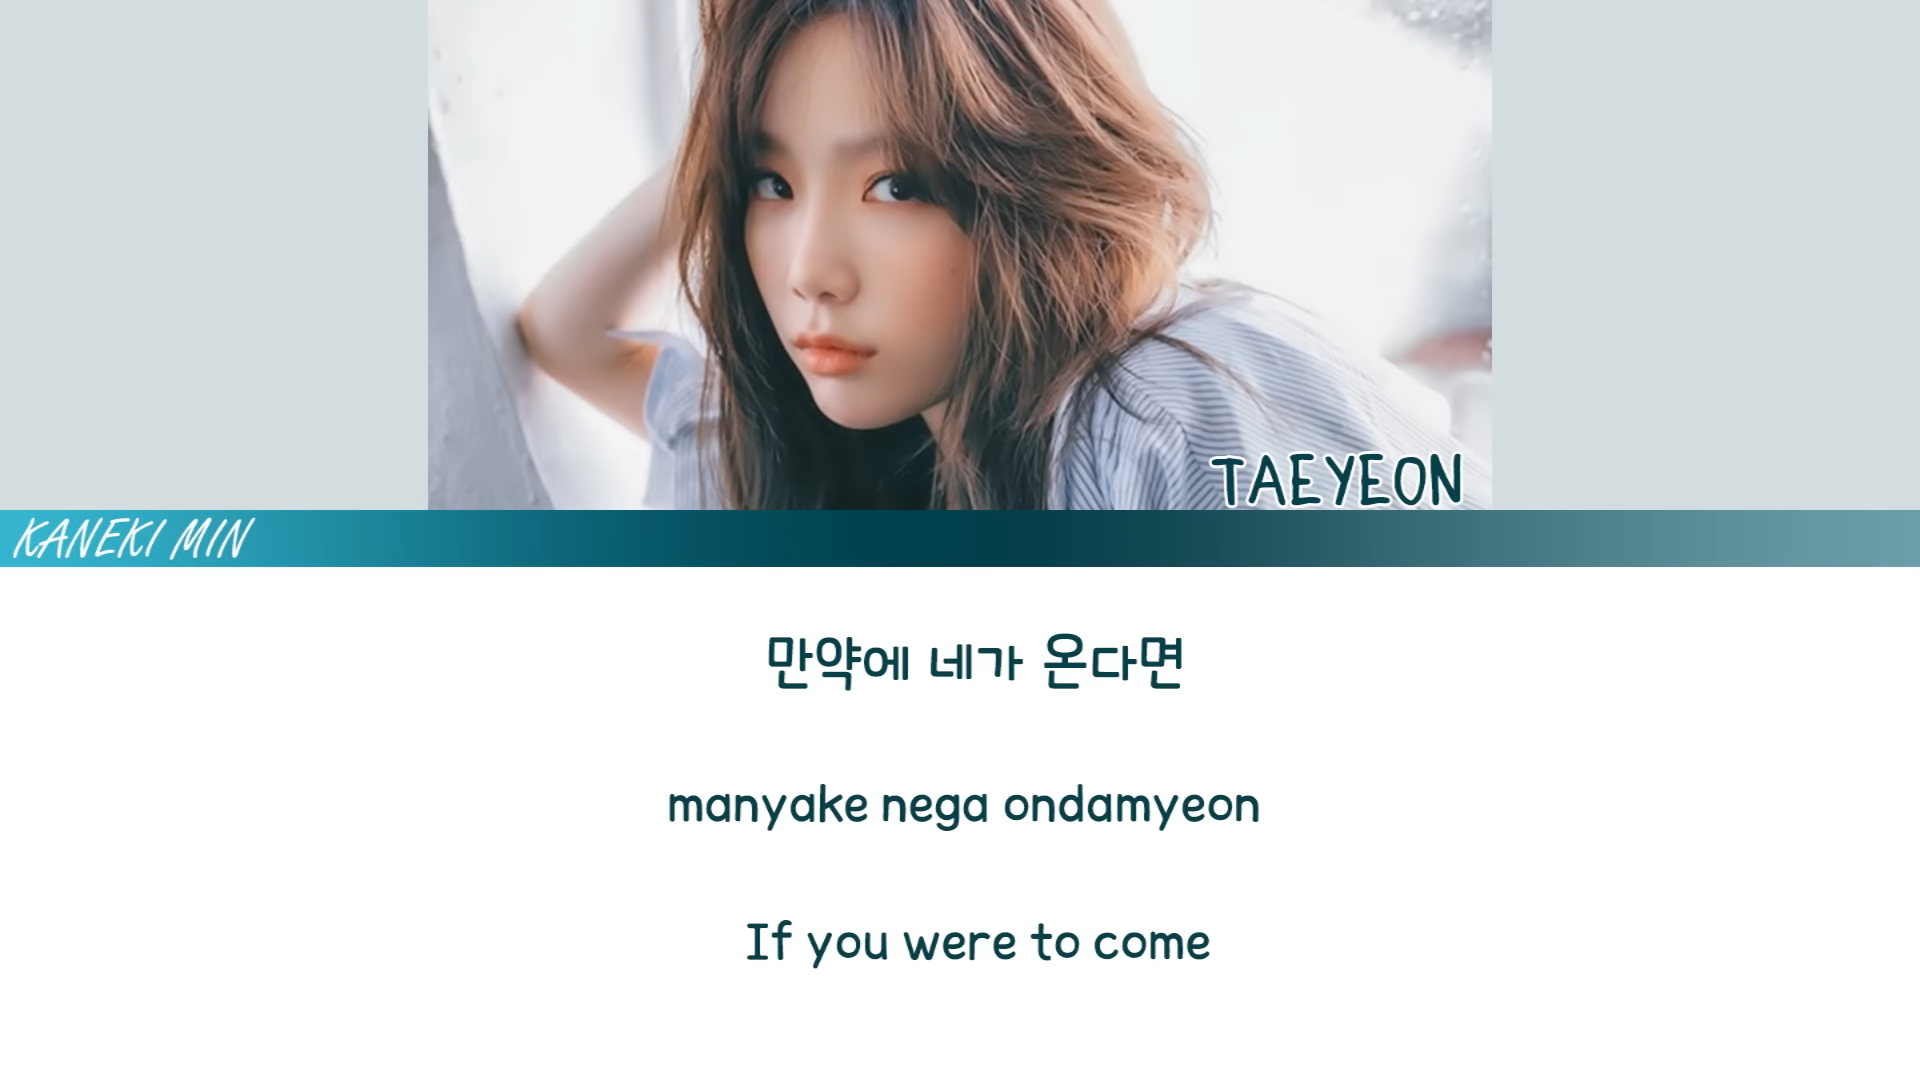 TAEYEON
KANEKI MIN
만약에 네가 온다면
manyake nega ondamyeon
If you were to come